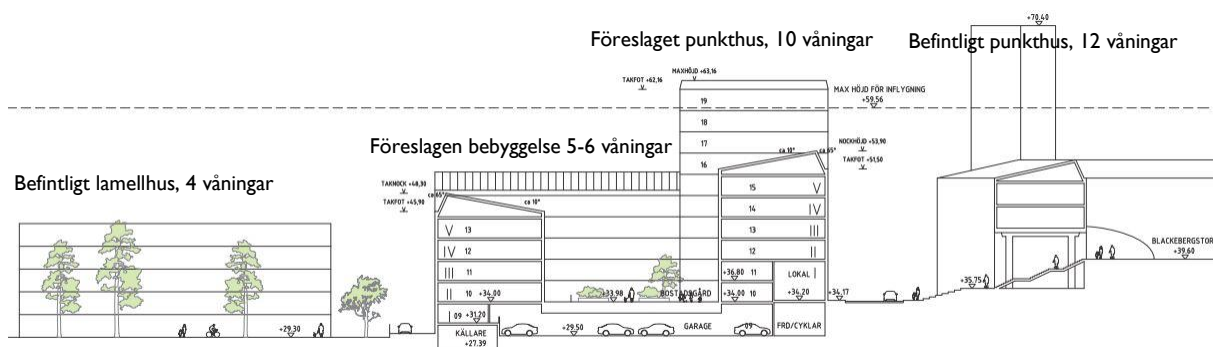 +70.40
Föreslaget punkthus, 10 våningar
Befintligt punkthus, 12 våningar
MAXHÖJD +63,16
TAKFOT +62,16
MAX HÖJD FÖR INFLYGNING
+59,56
19
18
17
16
Föreslagen bebyggelse 5-6 våningar
NOCKHÖJD +53,90
ca 10° ca 65°
TAKFOT +51,50
Befintligt lamellhus, 4 våningar
TAKNOCK +48,30
ca 65° ca 10°
TAKFOT +45,90
15 V
14 IV
V 13
13 III
IV 12
12 II
BLACKEBERGSTOR
+39.60
III 11
+36.80 11
LOKAL I
+35.75
II 10 +34.00
+33.98
BOSTADSGÅRD
+34.00 10
+34.20
+34.17
I 09 +31.20
+29.30
KÄLLARE
+27.39
+29.50
GARAGE
09
FRD/CYKLAR